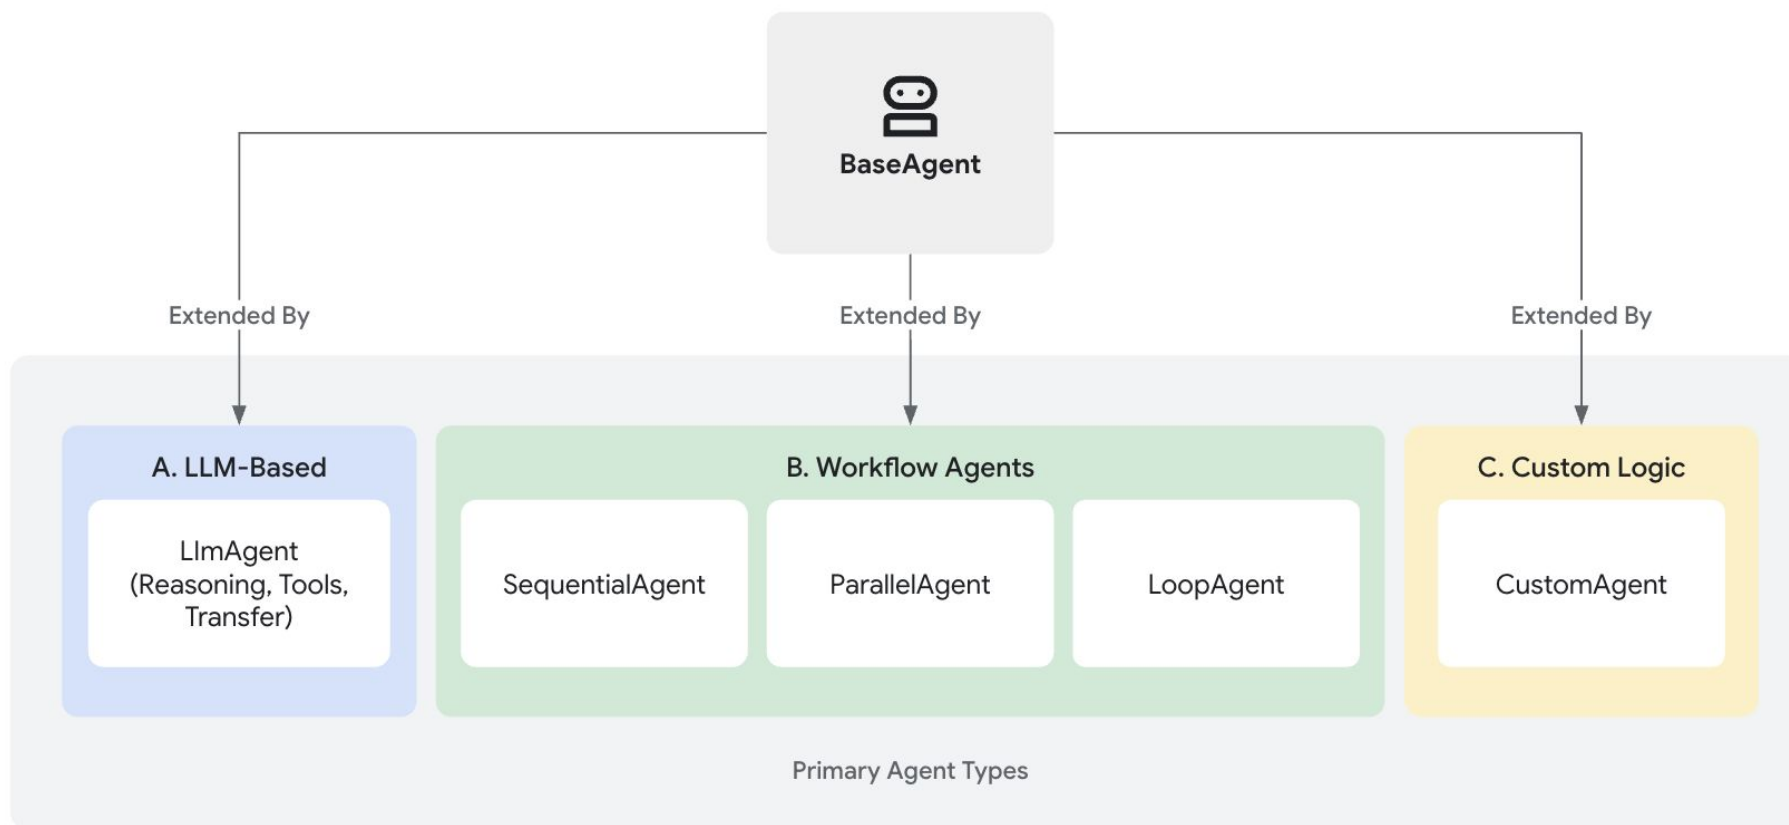 BaseAgent
Extended By
Extended By
Extended By
A. LLM-Based
B. Workflow Agents
C. Custom Logic
LlmAgent
(Reasoning, Tools,
Transfer)
SequentialAgent
ParallelAgent
LoopAgent
CustomAgent
Primary Agent Types